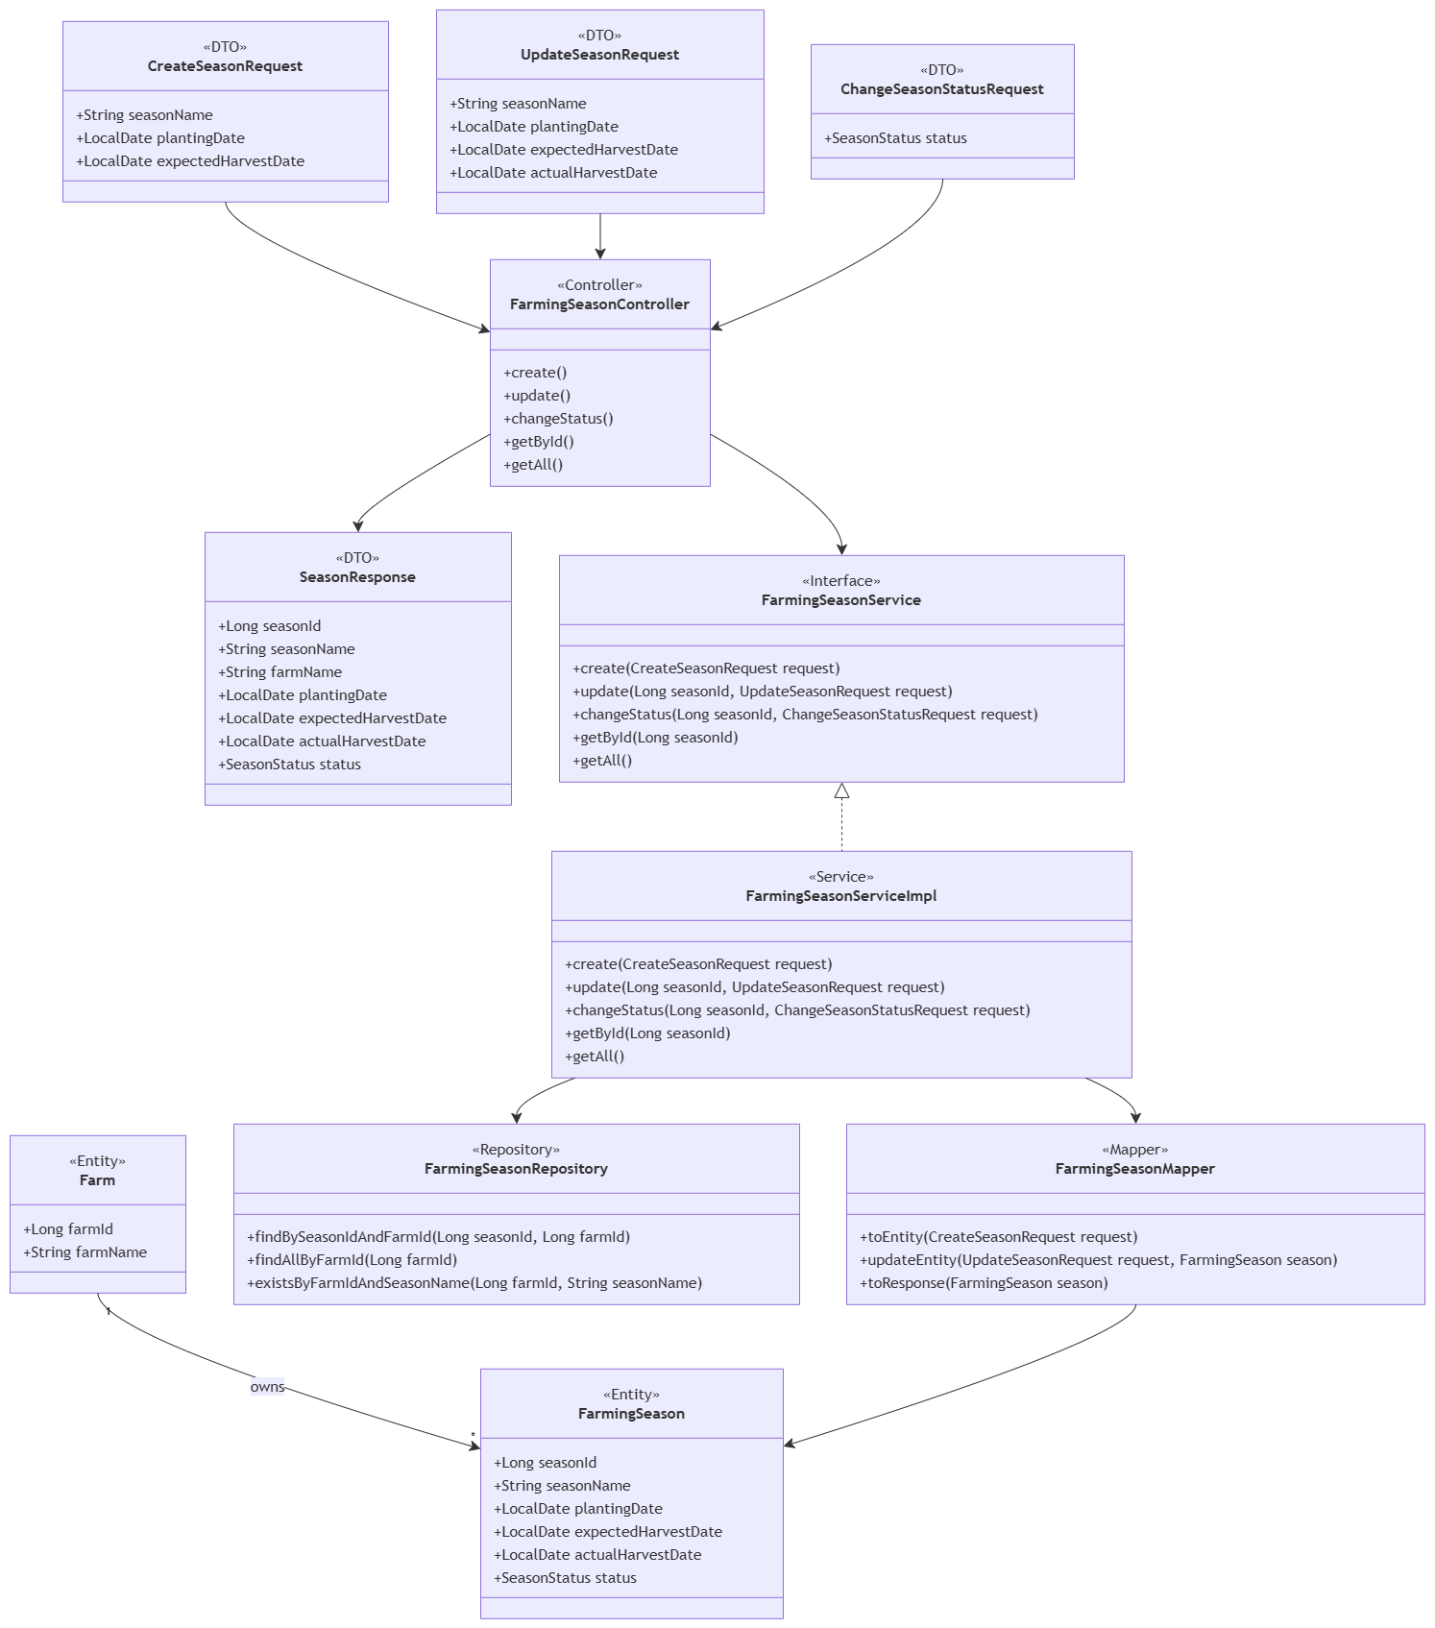 «DTO»
CreateSeasonRequest
+String seasonName
+LocalDate plantingDate
+LocalDate expectedHarvestDate
«DTO»
UpdateSeasonRequest
+String seasonName
+LocalDate plantingDate
+LocalDate expectedHarvestDate
+LocalDate actualHarvestDate
«DTO»
ChangeSeasonStatusRequest
+SeasonStatus status
«Controller»
FarmingSeasonController
+create()
+update()
+changeStatus()
+getById()
+getAll()
«DTO»
SeasonResponse
+Long seasonId
+String seasonName
+String farmName
+LocalDate plantingDate
+LocalDate expectedHarvestDate
+LocalDate actualHarvestDate
+SeasonStatus status
«Interface»
FarmingSeasonService
+create(CreateSeasonRequest request)
+update(Long seasonId, UpdateSeasonRequest request)
+changeStatus(Long seasonId, ChangeSeasonStatusRequest request)
+getById(Long seasonId)
+getAll()
«Service»
FarmingSeasonServiceImpl
+create(CreateSeasonRequest request)
+update(Long seasonId, UpdateSeasonRequest request)
+changeStatus(Long seasonId, ChangeSeasonStatusRequest request)
+getById(Long seasonId)
+getAll()
«Entity»
Farm
+Long farmId
+String farmName
«Repository»
FarmingSeasonRepository
+findBySeasonIdAndFarmId(Long seasonId, Long farmId)
+findAllByFarmId(Long farmId)
+existsByFarmIdAndSeasonName(Long farmId, String seasonName)
«Mapper»
FarmingSeasonMapper
+toEntity(CreateSeasonRequest request)
+updateEntity(UpdateSeasonRequest request, FarmingSeason season)
+toResponse(FarmingSeason season)
1
owns
*
«Entity»
FarmingSeason
+Long seasonId
+String seasonName
+LocalDate plantingDate
+LocalDate expectedHarvestDate
+LocalDate actualHarvestDate
+SeasonStatus status